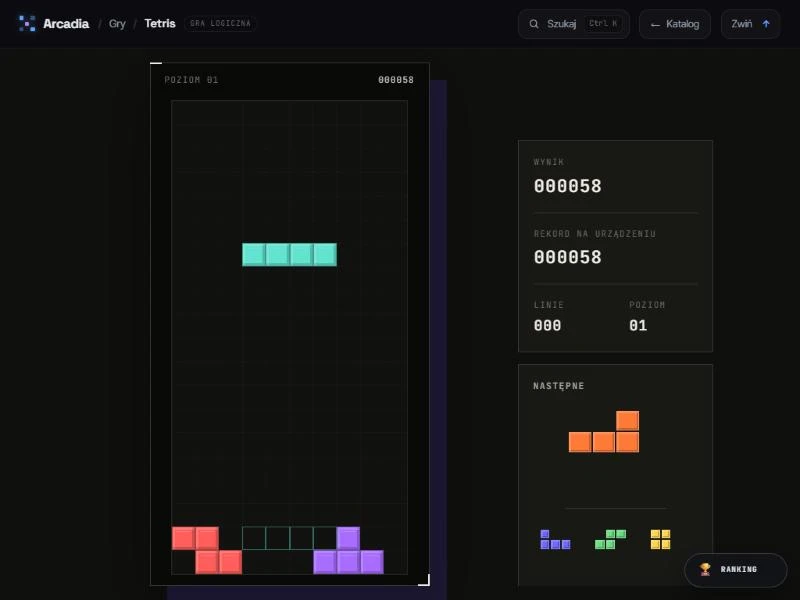 Arcadia / Gry / Tetris GRA LOGICZNA
Szukaj Ctrl K ← Katalog Zwiń ↑
POZIOM 01 000058
WYNIK
000058
REKORD NA URZĄDZENIU
000058
LINIE POZIOM
000 01
NASTĘPNE
RANKING